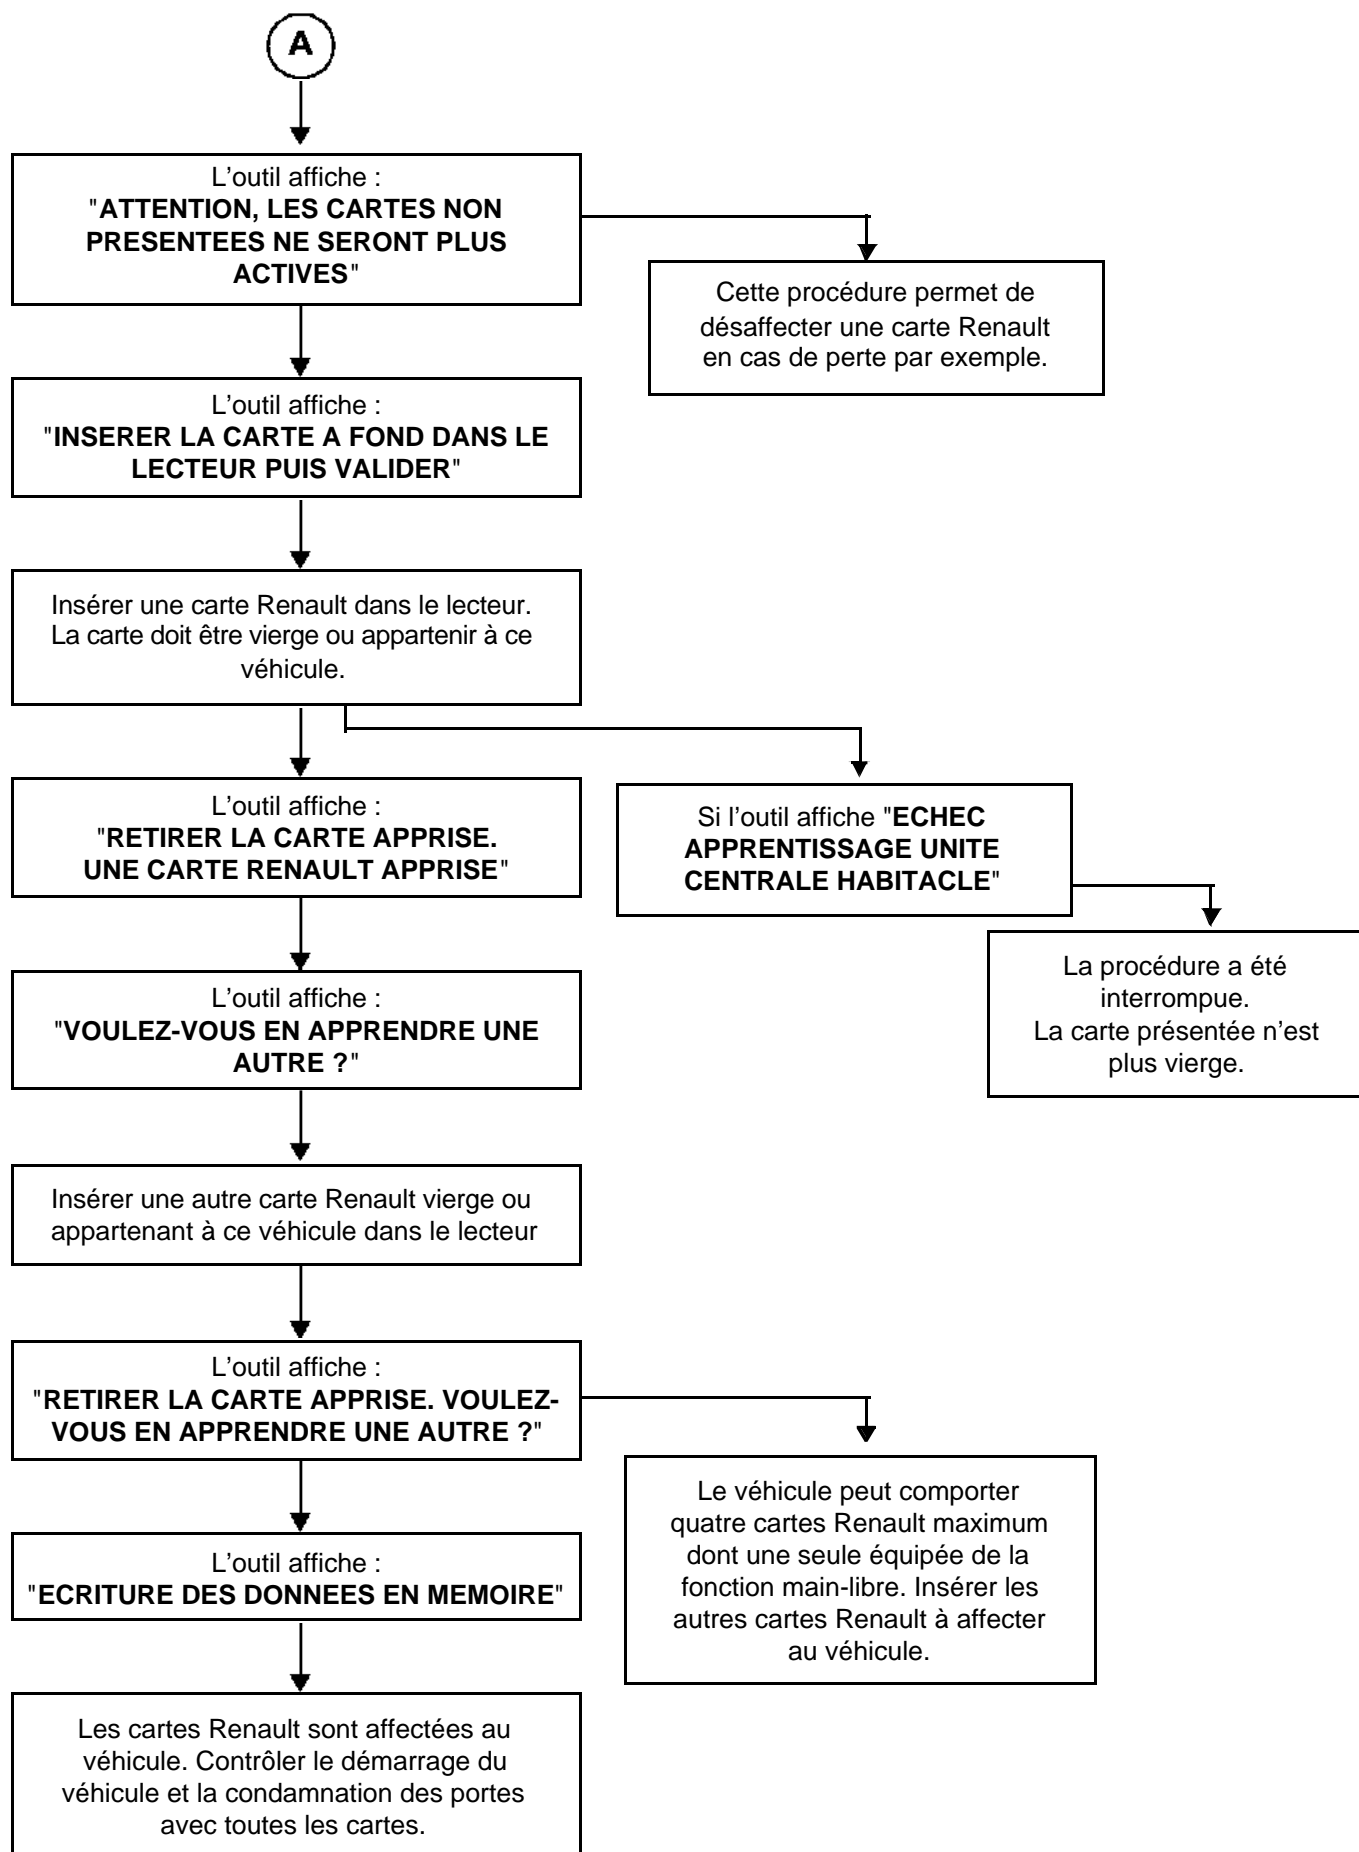 A
L'outil affiche :
"ATTENTION, LES CARTES NON
PRESENTEES NE SERONT PLUS
ACTIVES"
Cette procédure permet de
désaffecter une carte Renault
en cas de perte par exemple.
L'outil affiche :
"INSERER LA CARTE A FOND DANS LE
LECTEUR PUIS VALIDER"
Insérer une carte Renault dans le lecteur.
La carte doit être vierge ou appartenir à ce
véhicule.
L'outil affiche :
"RETIRER LA CARTE APPRISE.
UNE CARTE RENAULT APPRISE"
Si l'outil affiche "ECHEC
APPRENTISSAGE UNITE
CENTRALE HABITACLE"
La procédure a été
interrompue.
La carte présentée n'est
plus vierge.
L'outil affiche :
"VOULEZ-VOUS EN APPRENDRE UNE
AUTRE ?"
Insérer une autre carte Renault vierge ou
appartenant à ce véhicule dans le lecteur
L'outil affiche :
"RETIRER LA CARTE APPRISE. VOULEZ-
VOUS EN APPRENDRE UNE AUTRE ?"
Le véhicule peut comporter
quatre cartes Renault maximum
dont une seule équipée de la
fonction main-libre. Insérer les
autres cartes Renault à affecter
au véhicule.
L'outil affiche :
"ECRITURE DES DONNEES EN MEMOIRE"
Les cartes Renault sont affectées au
véhicule. Contrôler le démarrage du
véhicule et la condamnation des portes
avec toutes les cartes.